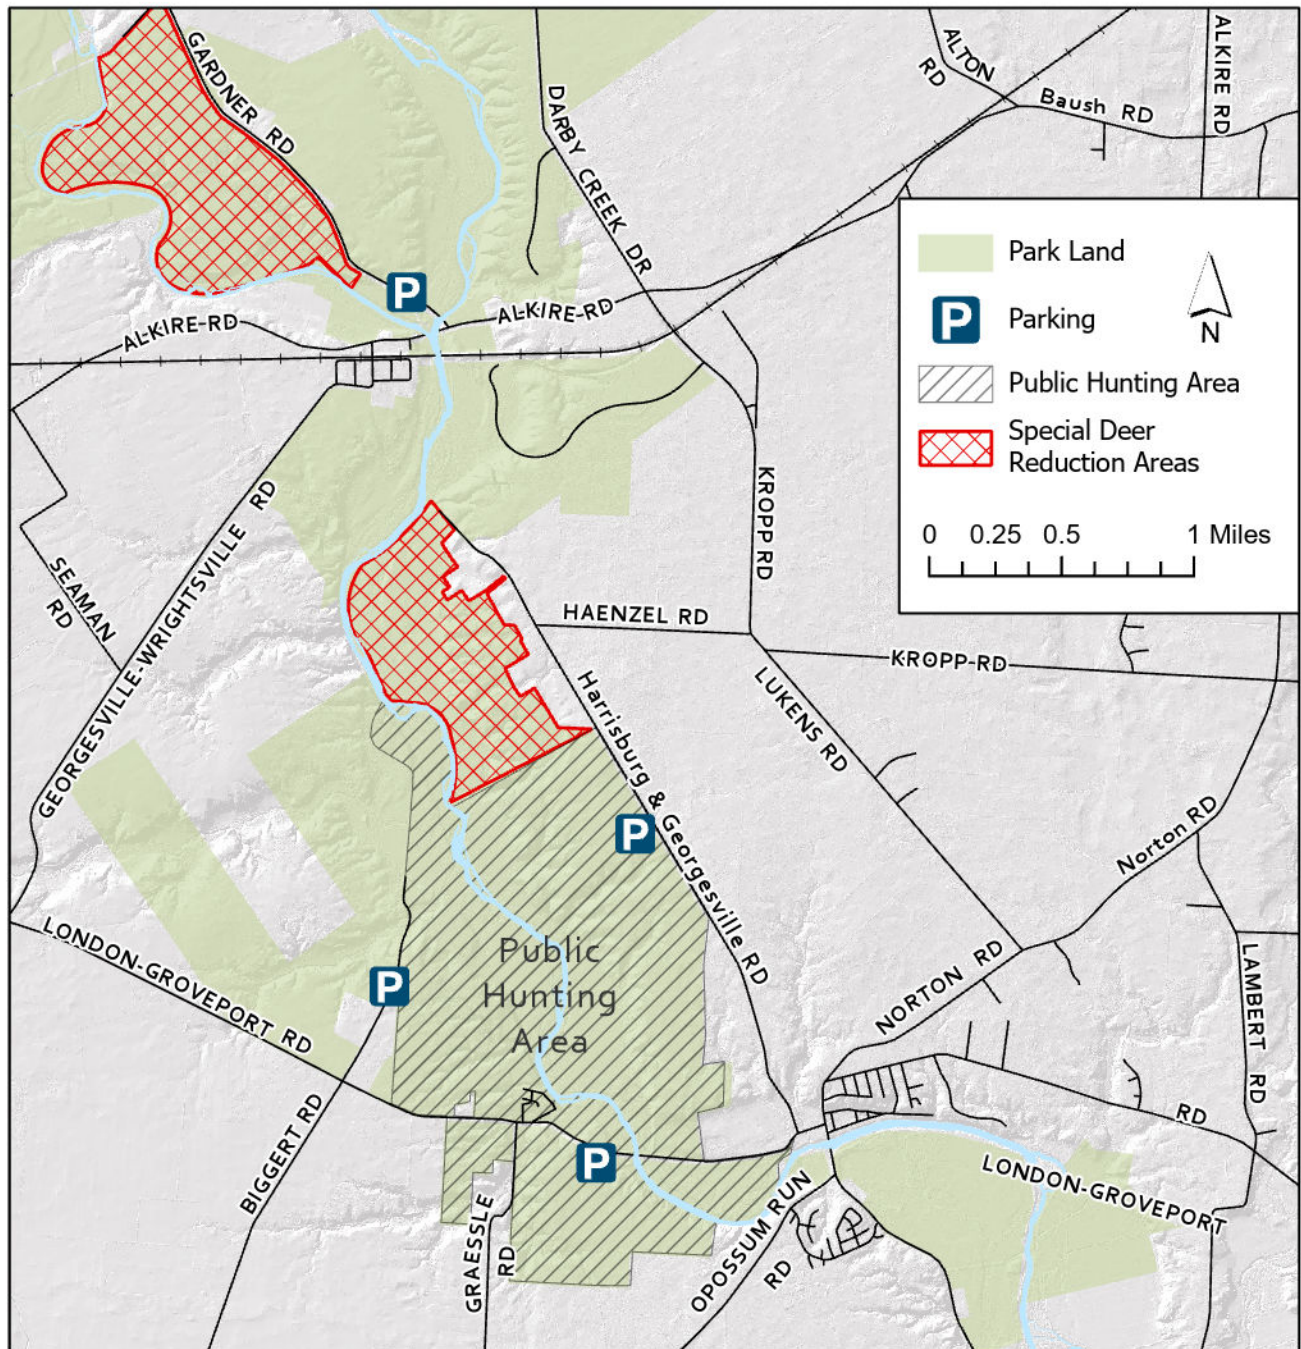 GARDNER RD
DARBY CREEK DR
ALTON
RD
Baush RD
ALKIRE RD
P
ALKIRE-RD
ALKIRE-RD
Park Land
P
Parking
N
Public Hunting Area
Special Deer
Reduction Areas
0 0.25 0.5 1 Miles
SEAMAN
RD
GEORGESVILLE-WRIGHTSVILLE RD
KROPP RD
HAENZEL RD
KROPP-RD
LUKENS RD
Harrisburg & Georgesville RD
P
Norton RD
LONDON-GROVEPORT RD
P
Public
Hunting
Area
NORTON RD
LAMBERT RD
BIGGERT RD
P
GRAESSLE
RD
OPOSSUM RUN
RD
RD
LONDON-GROVEPORT